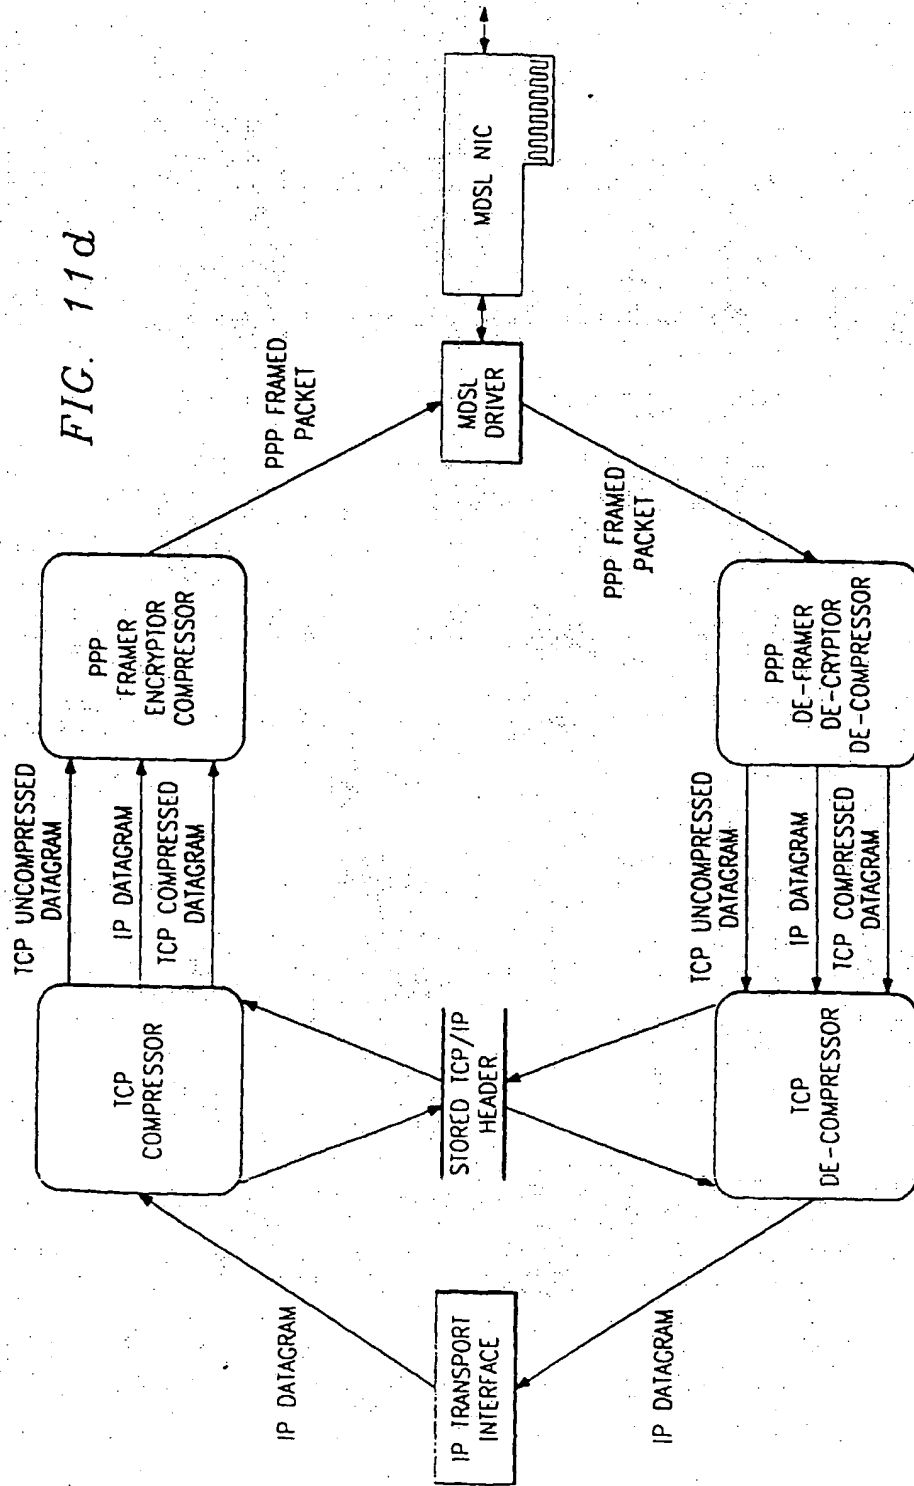 FIG. 11d
IP TRANSPORT
INTERFACE
IP DATAGRAM
IP DATAGRAM
TCP
COMPRESSOR
STORED TCP/IP
HEADER
TCP
DE-COMPRESSOR
TCP UNCOMPRESSED
DATAGRAM
IP DATAGRAM
TCP COMPRESSED
DATAGRAM
TCP UNCOMPRESSED
DATAGRAM
IP DATAGRAM
TCP COMPRESSED
DATAGRAM
PPP
FRAMER
ENCRYPTOR
COMPRESSOR
PPP
DE-FRAMER
DE-CRYPTOR
DE-COMPRESSOR
PPP FRAMED
PACKET
PPP FRAMED
PACKET
MDSL
DRIVER
MDSL NIC